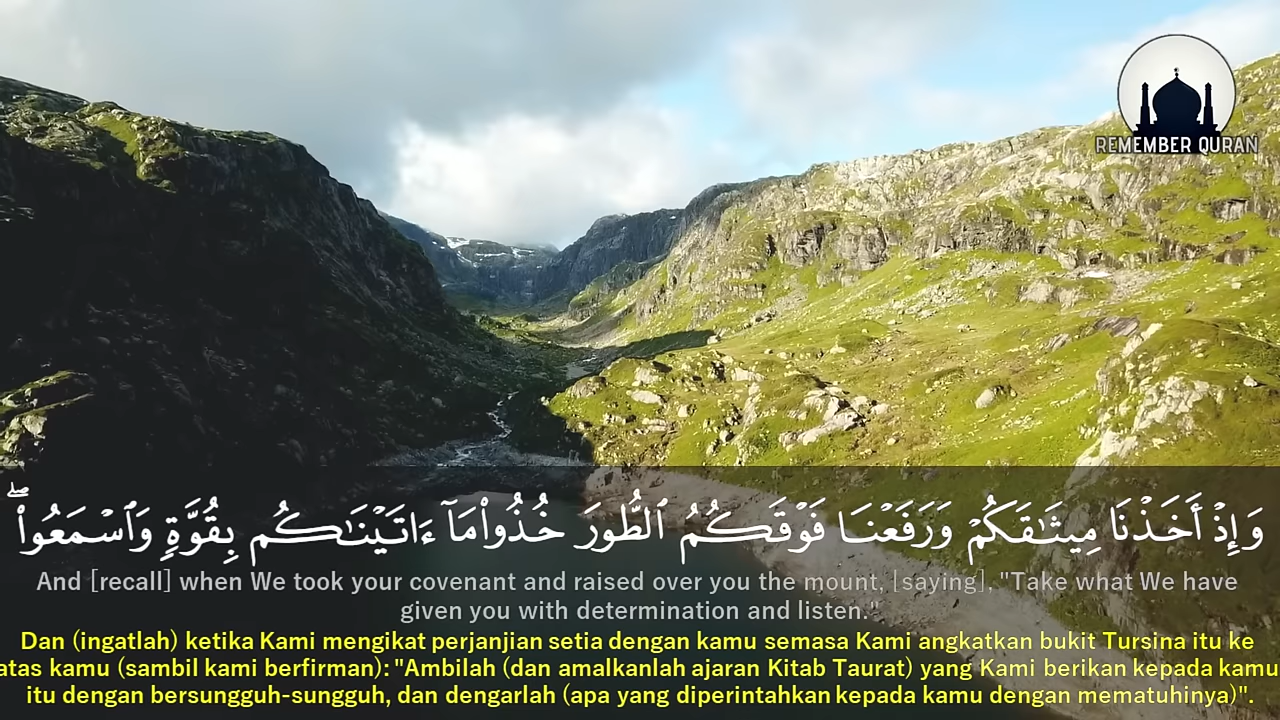 REMEMBER QURAN
وَإِذْ أَخَذْنَا مِيثَٰقَكُمْ وَرَفَعْنَا فَوْقَكُمُ ٱلطُّورَ خُذُوا۟ مَآ ءَاتَيْنَٰكُم بِقُوَّةٍ وَٱسْمَعُوا۟ ۖ
And [recall] when We took your covenant and raised over you the mount, [saying], "Take what We have
given you with determination and listen."
Dan (ingatlah) ketika Kami mengikat perjanjian setia dengan kamu semasa Kami angkatkan bukit Tursina itu ke
atas kamu (sambil kami berfirman): "Ambilah (dan amalkanlah ajaran Kitab Taurat) yang Kami berikan kepada kamu
itu dengan bersungguh-sungguh, dan dengarlah (apa yang diperintahkan kepada kamu dengan mematuhinya)".